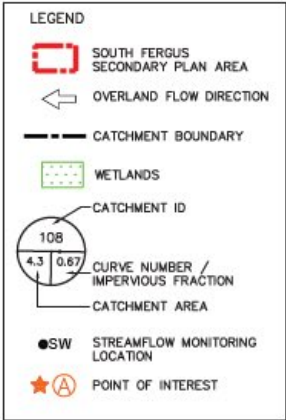 LEGEND
SOUTH FERGUS
SECONDARY PLAN AREA
OVERLAND FLOW DIRECTION
CATCHMENT BOUNDARY
WETLANDS
CATCHMENT ID
108
4.3 0.67
CURVE NUMBER /
IMPERVIOUS FRACTION
CATCHMENT AREA
SW STREAMFLOW MONITORING
LOCATION
A POINT OF INTEREST